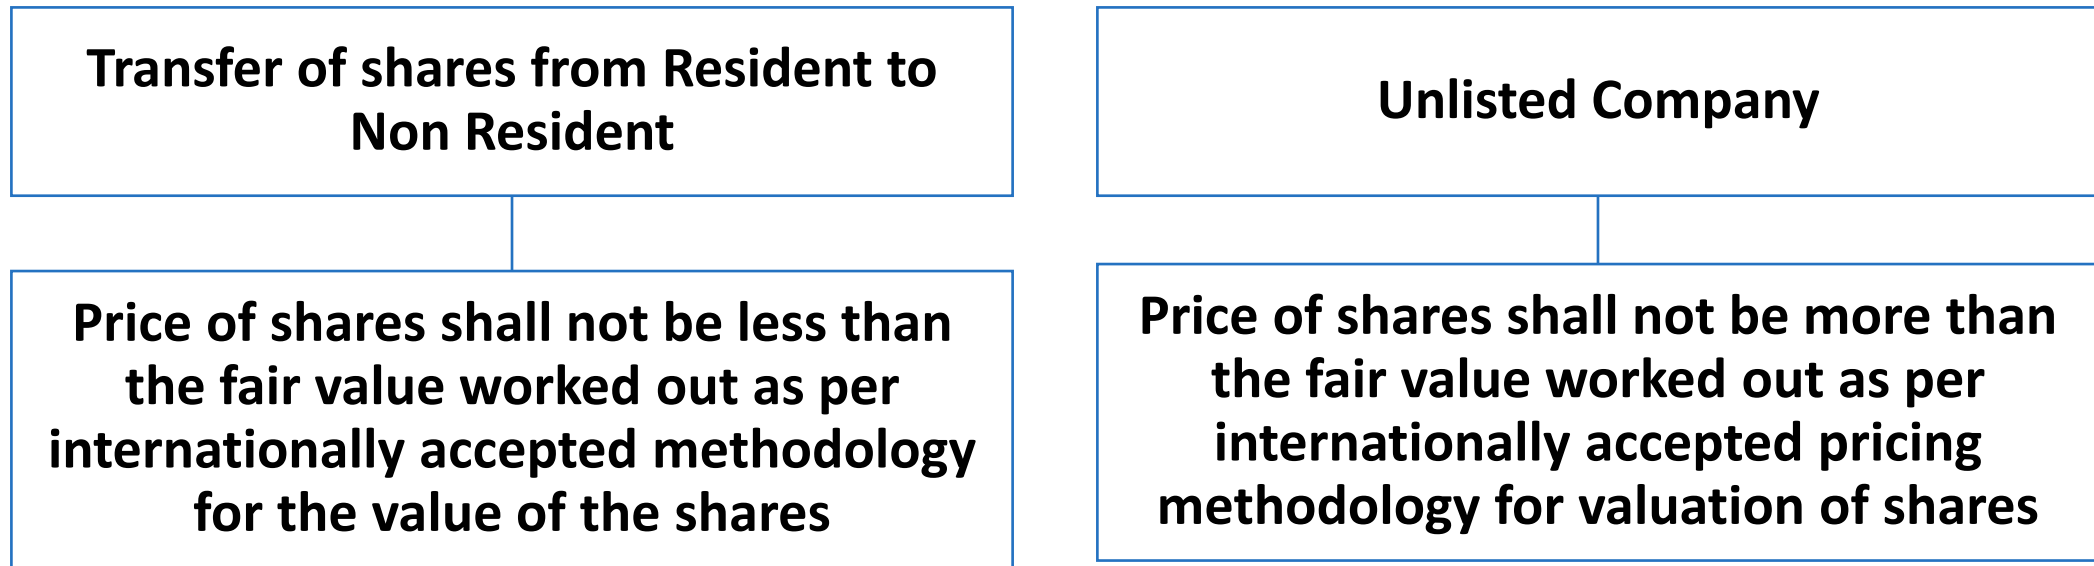 Transfer of shares from Resident to
Non Resident
Price of shares shall not be less than
the fair value worked out as per
internationally accepted methodology
for the value of the shares
Unlisted Company
Price of shares shall not be more than
the fair value worked out as per
internationally accepted pricing
methodology for valuation of shares